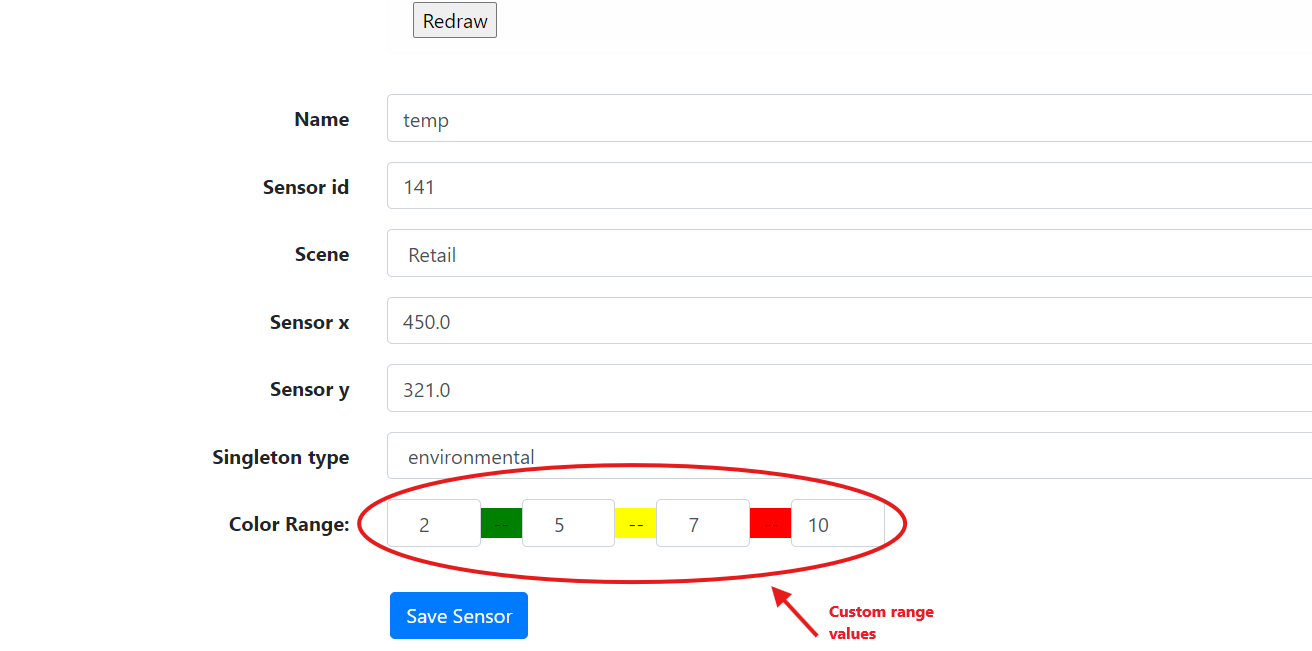 Redraw
Name temp
Sensor id 141
Scene Retail
Sensor x 450.0
Sensor y 321.0
Singleton type environmental
Color Range: 2 -- 5 -- 7 -- 10
Save Sensor
Custom range
values